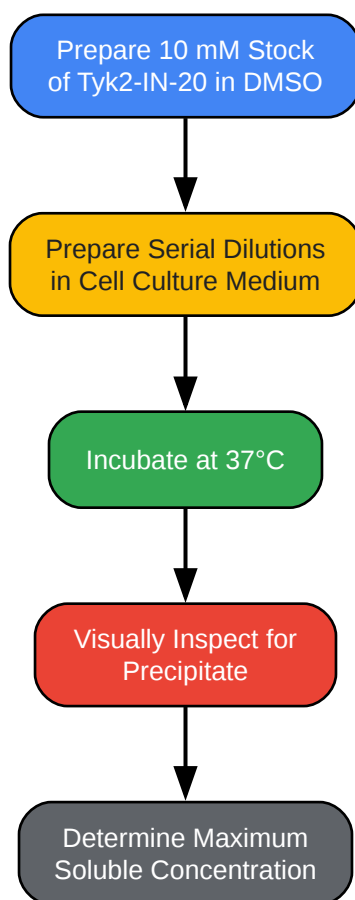 Prepare 10 mM Stock
of Tyk2-IN-20 in DMSO
Prepare Serial Dilutions
in Cell Culture Medium
Incubate at 37°C
Visually Inspect for
Precipitate
Determine Maximum
Soluble Concentration